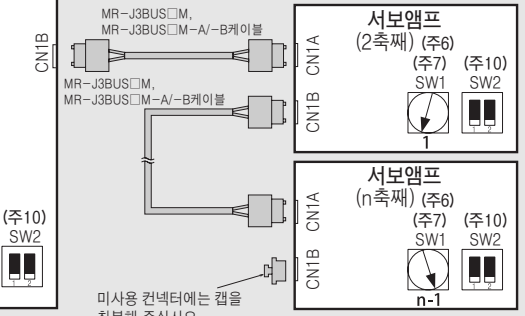 MR-J3BUS□M,
MR-J3BUS□M-A/-B케이블
CN1B
MR-J3BUS□M,
MR-J3BUS□M-A/-B케이블
(주10)
SW2
1 2
서보앰프
(2축째) (주6)
CN1A
CN1B
(주7) (주10)
SW1 SW2
1
1 2
서보앰프
(n축째) (주6)
CN1A
CN1B
(주7) (주10)
SW1 SW2
n-1
1 2
미사용 컨넥터에는 캡을